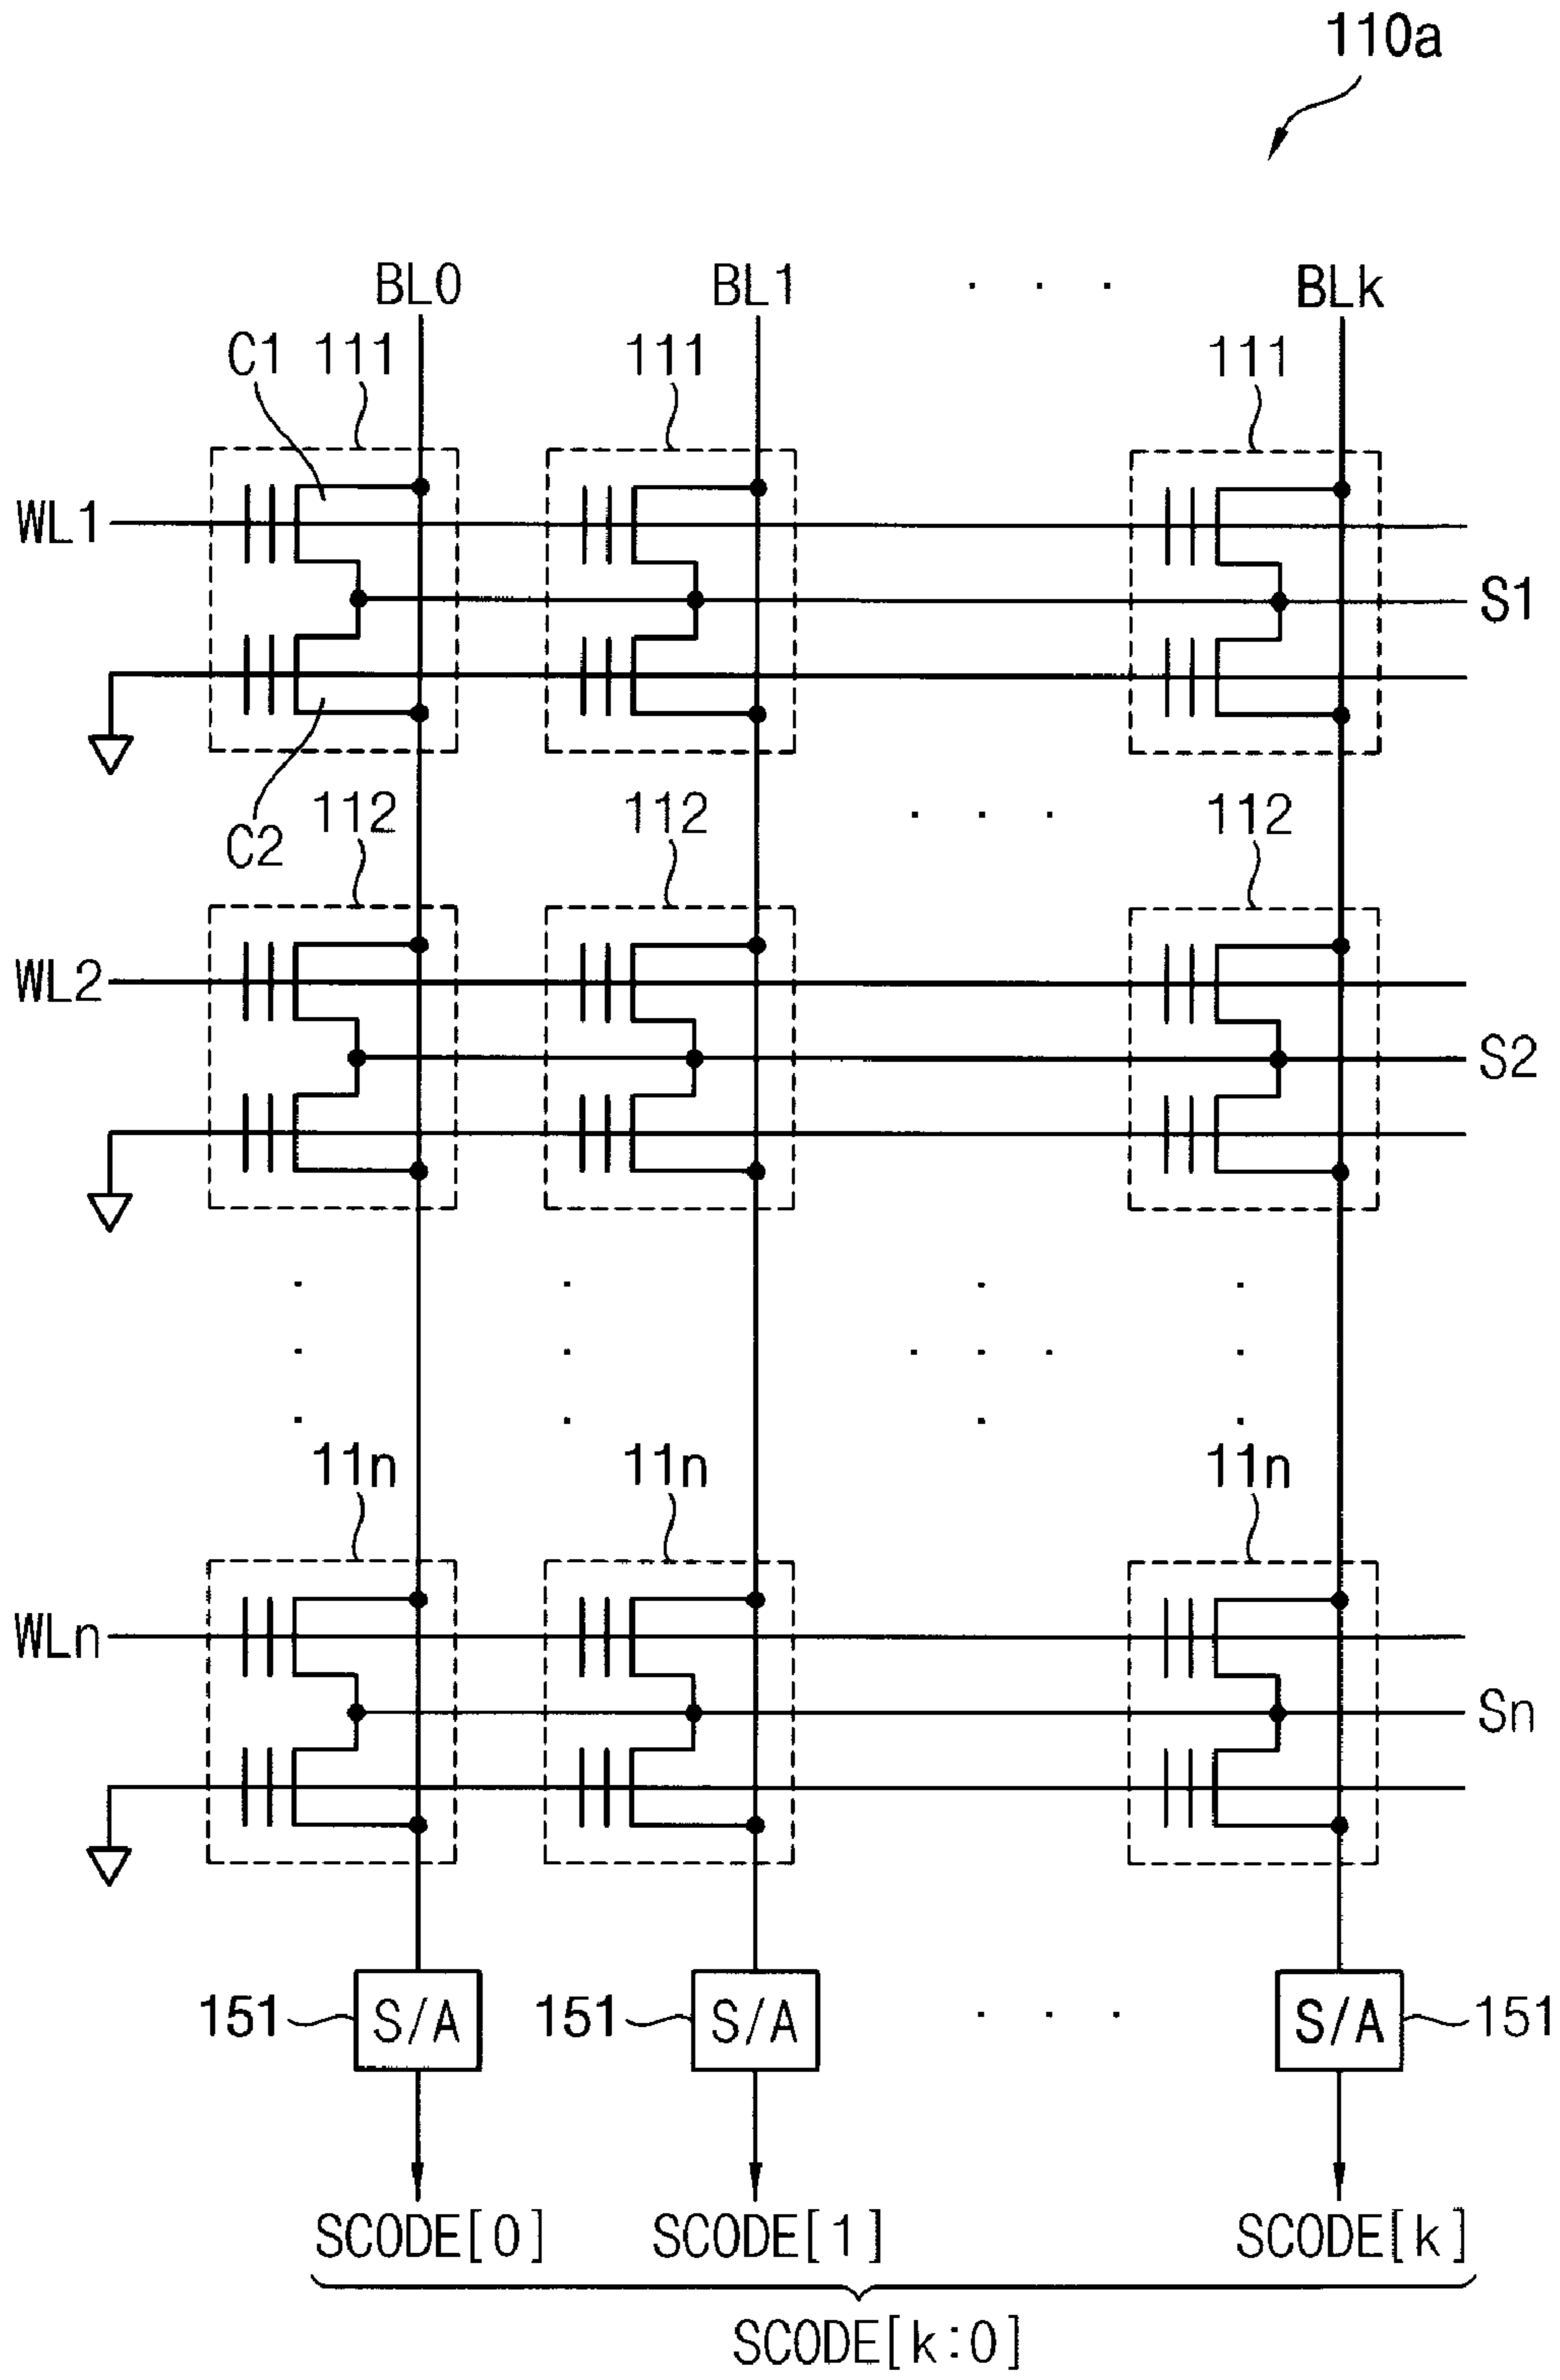 110a
BL0 BL1 . . . BLk
C1 111 111 111
WL1
S1
C2 112 112 . . . 112
WL2
S2
11n 11n 11n
WLn
Sn
151 S/A 151 S/A . . . S/A 151
SCODE[0] SCODE[1] SCODE[k]
SCODE[k:0]